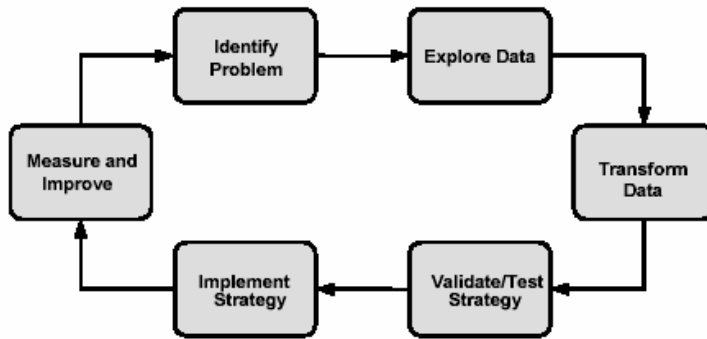 Identify
Problem
Explore Data
Transform
Data
Validate/Test
Strategy
Implement
Strategy
Measure and
Improve